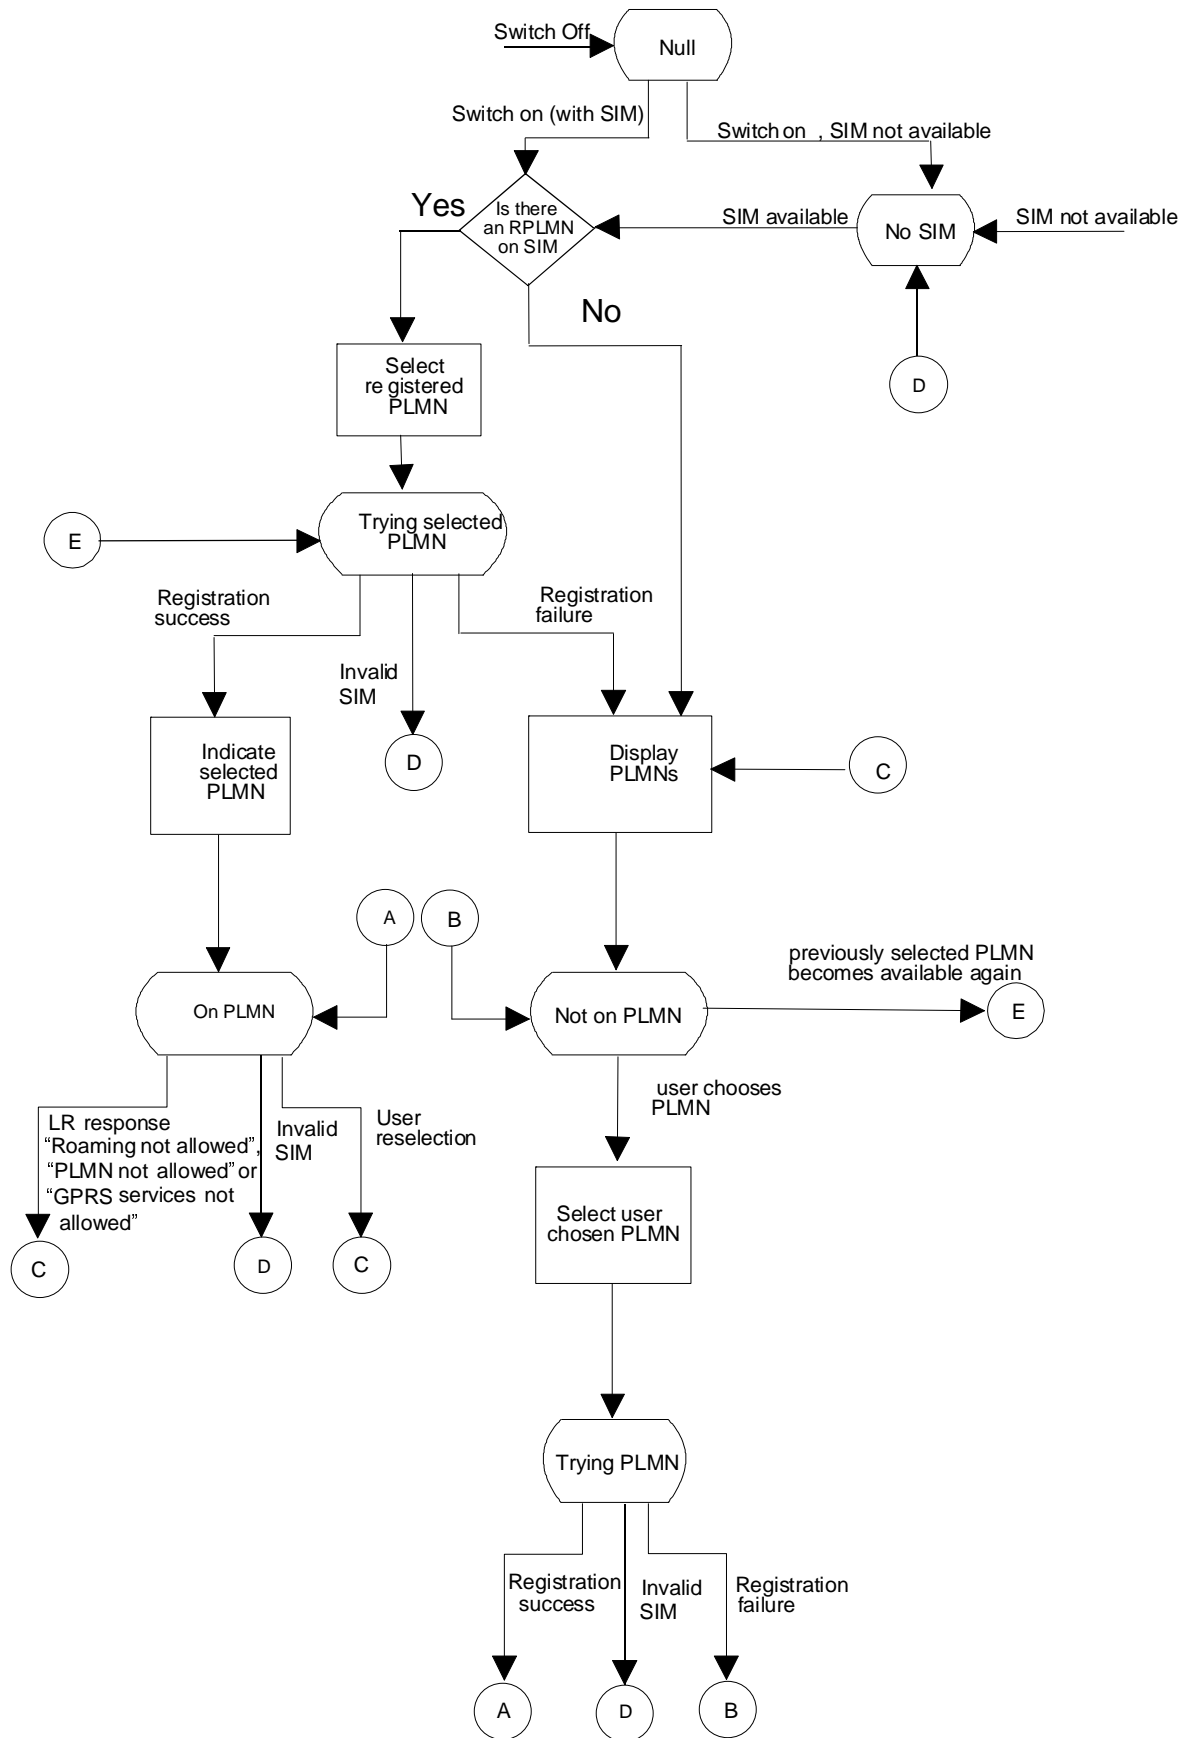 Switch Off
Null
Switch on (with SIM)
Switch on , SIM not available
Yes
Is there
an RPLMN
on SIM
SIM available
No SIM
SIM not available
No
D
Select
re gistered
PLMN
E
Trying selected
PLMN
Registration
success
Invalid
SIM
Registration
failure
D
Indicate
selected
PLMN
Display
PLMNs
C
A
B
On PLMN
Not on PLMN
previously selected PLMN
becomes available again
E
LR response
“Roaming not allowed”,
“PLMN not allowed” or
“GPRS services not
allowed”
Invalid
SIM
User
reselection
C
D
C
user chooses
PLMN
Select user
chosen PLMN
Trying PLMN
Registration
success
Invalid
SIM
Registration
failure
A
D
B